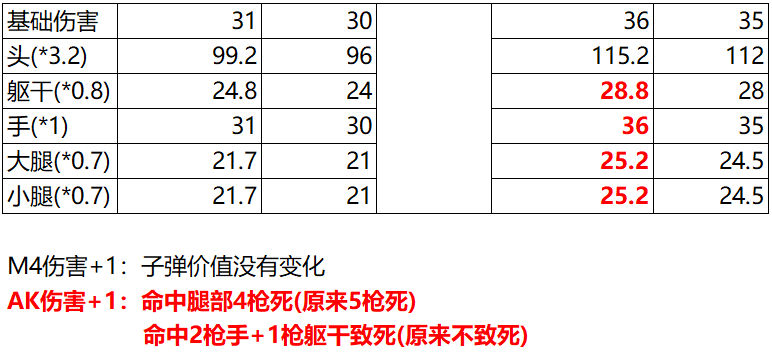 基础伤害 31 30 36 35
头(*3.2) 99.2 96 115.2 112
躯干(*0.8) 24.8 24 28.8 28
手(*1) 31 30 36 35
大腿(*0.7) 21.7 21 25.2 24.5
小腿(*0.7) 21.7 21 25.2 24.5
M4伤害+1：子弹价值没有变化
AK伤害+1：命中腿部4枪死(原来5枪死)
命中2枪手+1枪躯干致死(原来不致死)